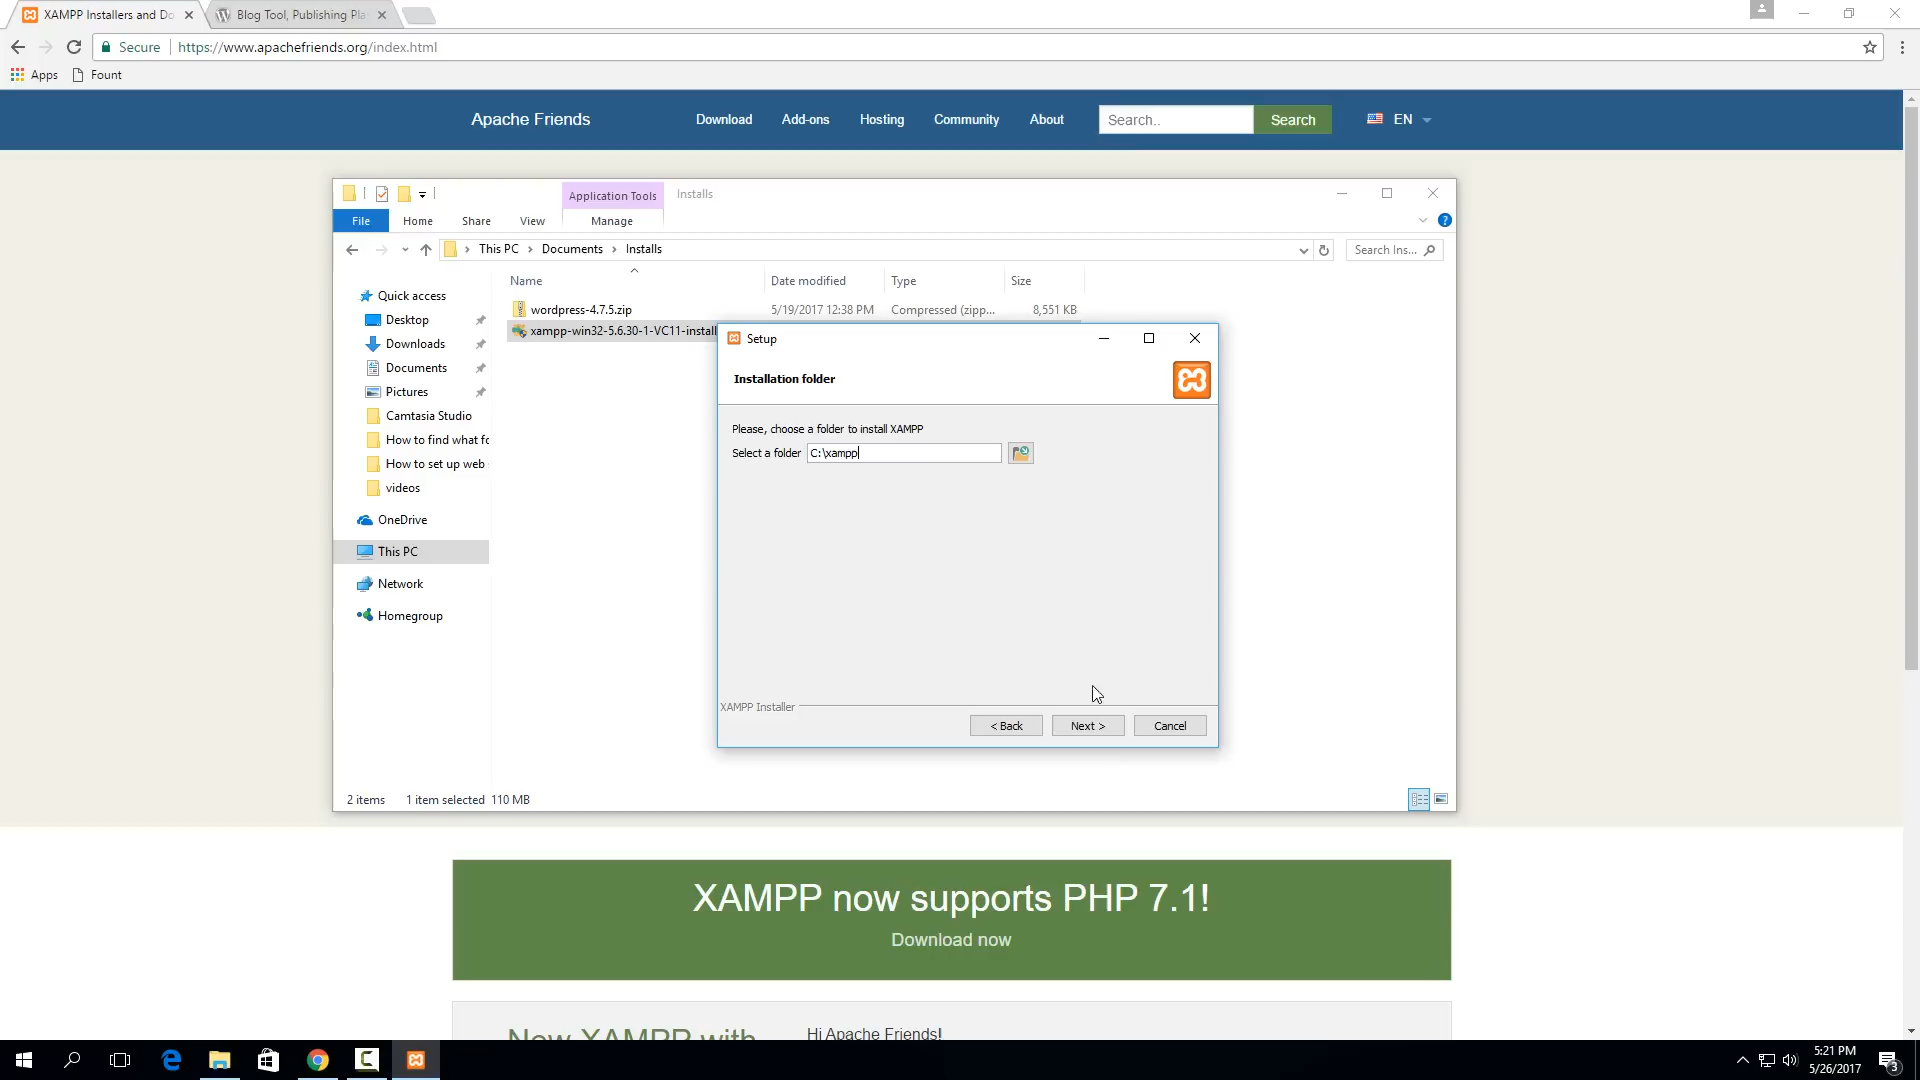 XAMPP Installers and Do
Blog Tool, Publishing Pla
Secure
https://www.apachefriends.org/index.html
Apps
Fount
Apache Friends
Download
Add-ons
Hosting
Community
About
Search..
Search
EN
Application Tools
Installs
File
Home
Share
View
Manage
This PC
Documents
Installs
Search Ins...
Name
Date modified
Type
Size
Quick access
Desktop
Downloads
Documents
Pictures
Camtasia Studio
How to find what fo
How to set up web
videos
OneDrive
This PC
Network
Homegroup
wordpress-4.7.5.zip
5/19/2017 12:38 PM
Compressed (zipp...
8,551 KB
xampp-win32-5.6.30-1-VC11-install
Setup
Installation folder
Please, choose a folder to install XAMPP
Select a folder
C:\xampp
XAMPP Installer
< Back
Next >
Cancel
2 items
1 item selected 110 MB
XAMPP now supports PHP 7.1!
Download now
New XAMPP with
Hi Apache Friends!
5:21 PM
5/26/2017
3